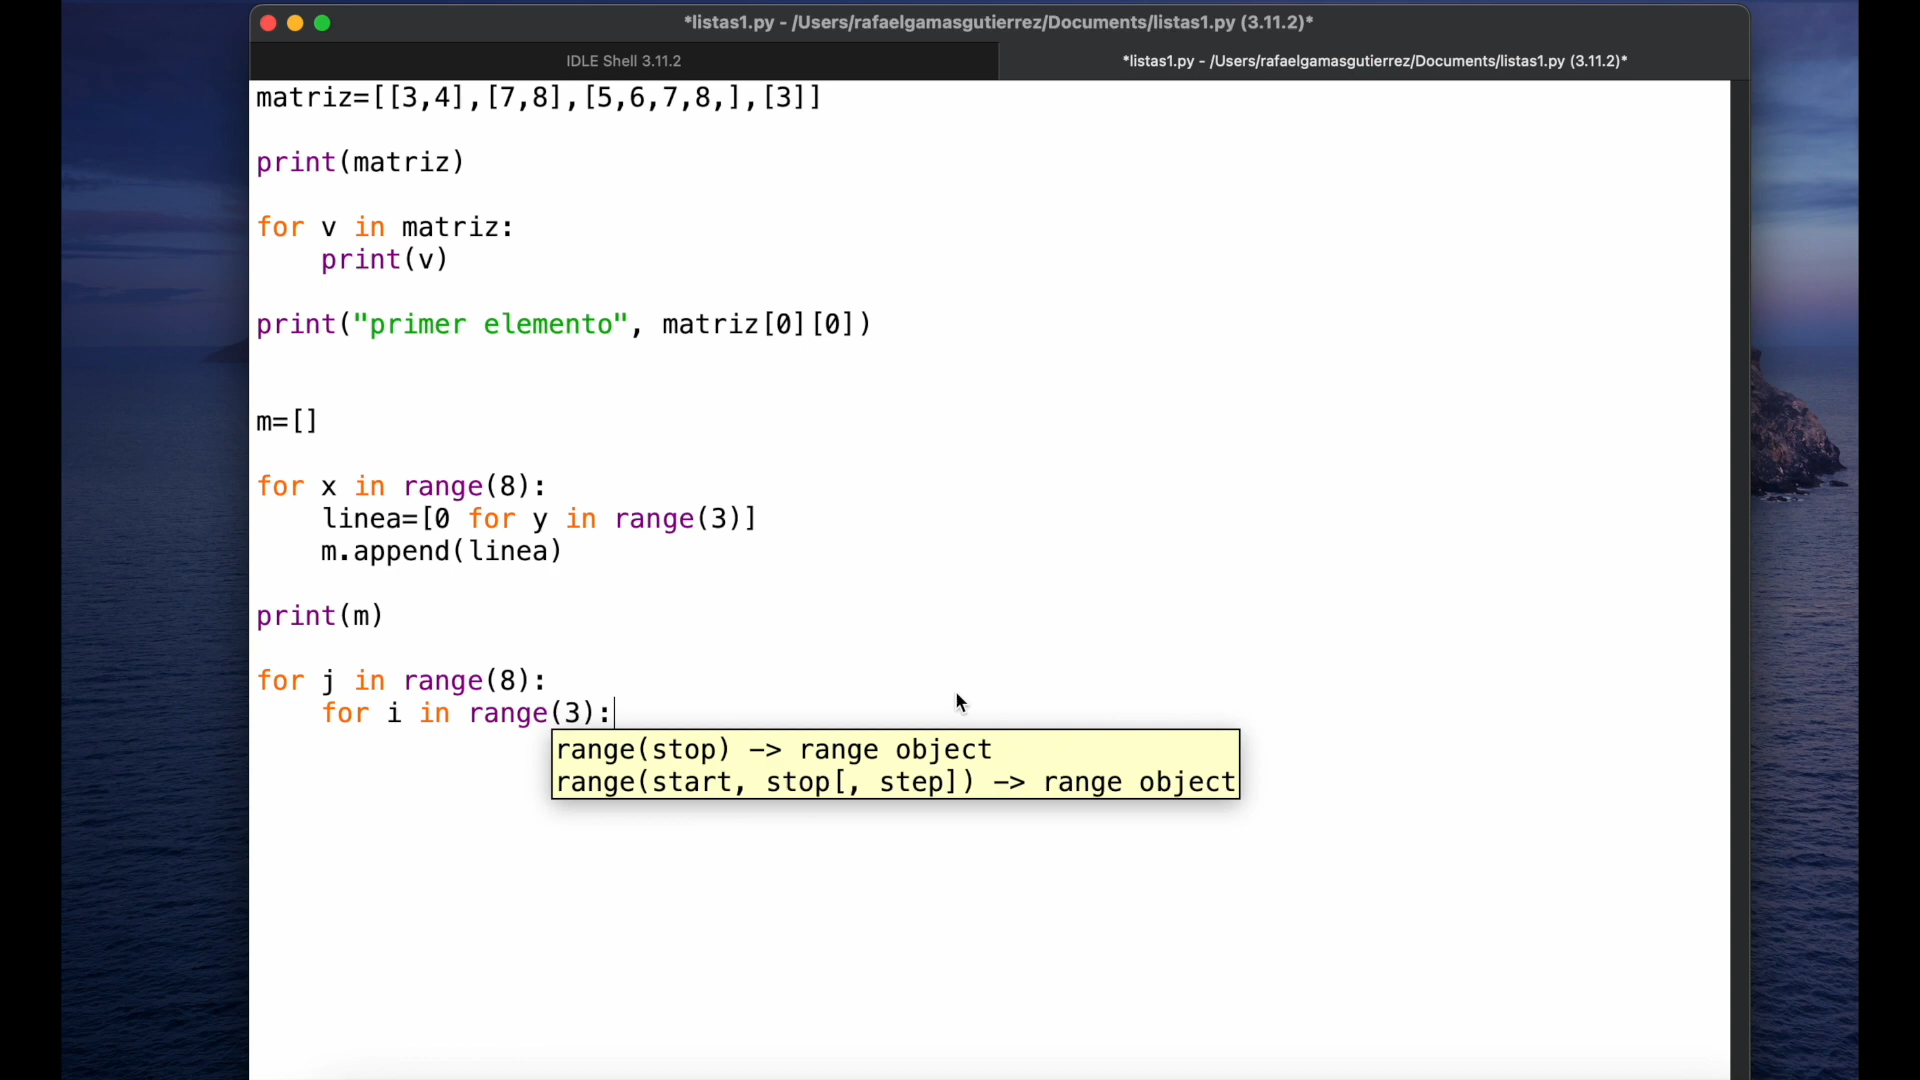 *listas1.py - /Users/rafaelgamasgutierrez/Documents/listas1.py (3.11.2)*
IDLE Shell 3.11.2
*listas1.py - /Users/rafaelgamasgutierrez/Documents/listas1.py (3.11.2)*
matriz=[[3,4],[7,8],[5,6,7,8,],[3]]
print(matriz)
for v in matriz:
    print(v)
print("primer elemento", matriz[0][0])
m=[]
for x in range(8):
    linea=[0 for y in range(3)]
    m.append(linea)
print(m)
for j in range(8):
    for i in range(3):
range(stop) -> range object
range(start, stop[, step]) -> range object